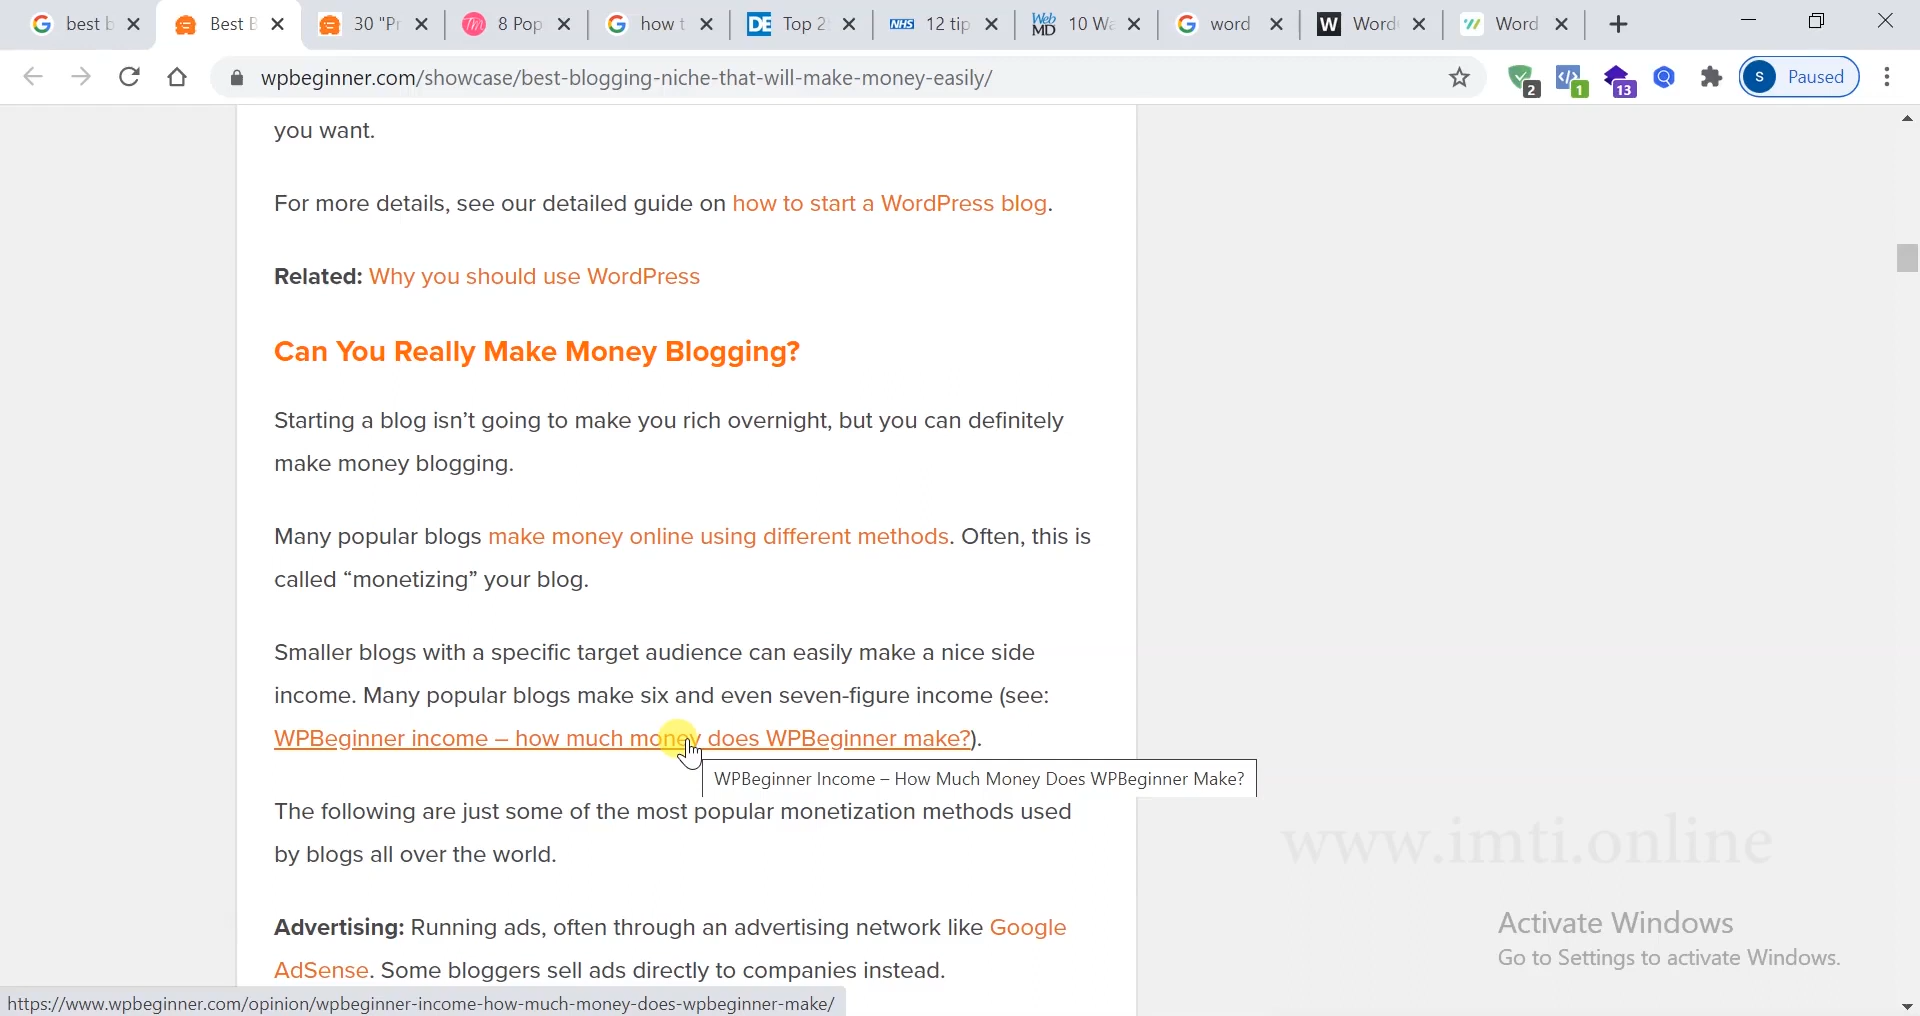 best b
Best B
30 "Pr
8 Pop
how t
DE Top 2
NHS 12 tip
Web MD 10 Wa
word
W Word
Word
wpbeginner.com/showcase/best-blogging-niche-that-will-make-money-easily/
2
1
13
S Paused
you want.
For more details, see our detailed guide on how to start a WordPress blog.
Related: Why you should use WordPress
Can You Really Make Money Blogging?
Starting a blog isn’t going to make you rich overnight, but you can definitely
make money blogging.
Many popular blogs make money online using different methods. Often, this is
called “monetizing” your blog.
Smaller blogs with a specific target audience can easily make a nice side
income. Many popular blogs make six and even seven-figure income (see:
WPBeginner income – how much money does WPBeginner make?).
WPBeginner Income – How Much Money Does WPBeginner Make?
The following are just some of the most popular monetization methods used
by blogs all over the world.
www.imti.online
Advertising: Running ads, often through an advertising network like Google
AdSense. Some bloggers sell ads directly to companies instead.
Activate Windows
Go to Settings to activate Windows.
https://www.wpbeginner.com/opinion/wpbeginner-income-how-much-money-does-wpbeginner-make/